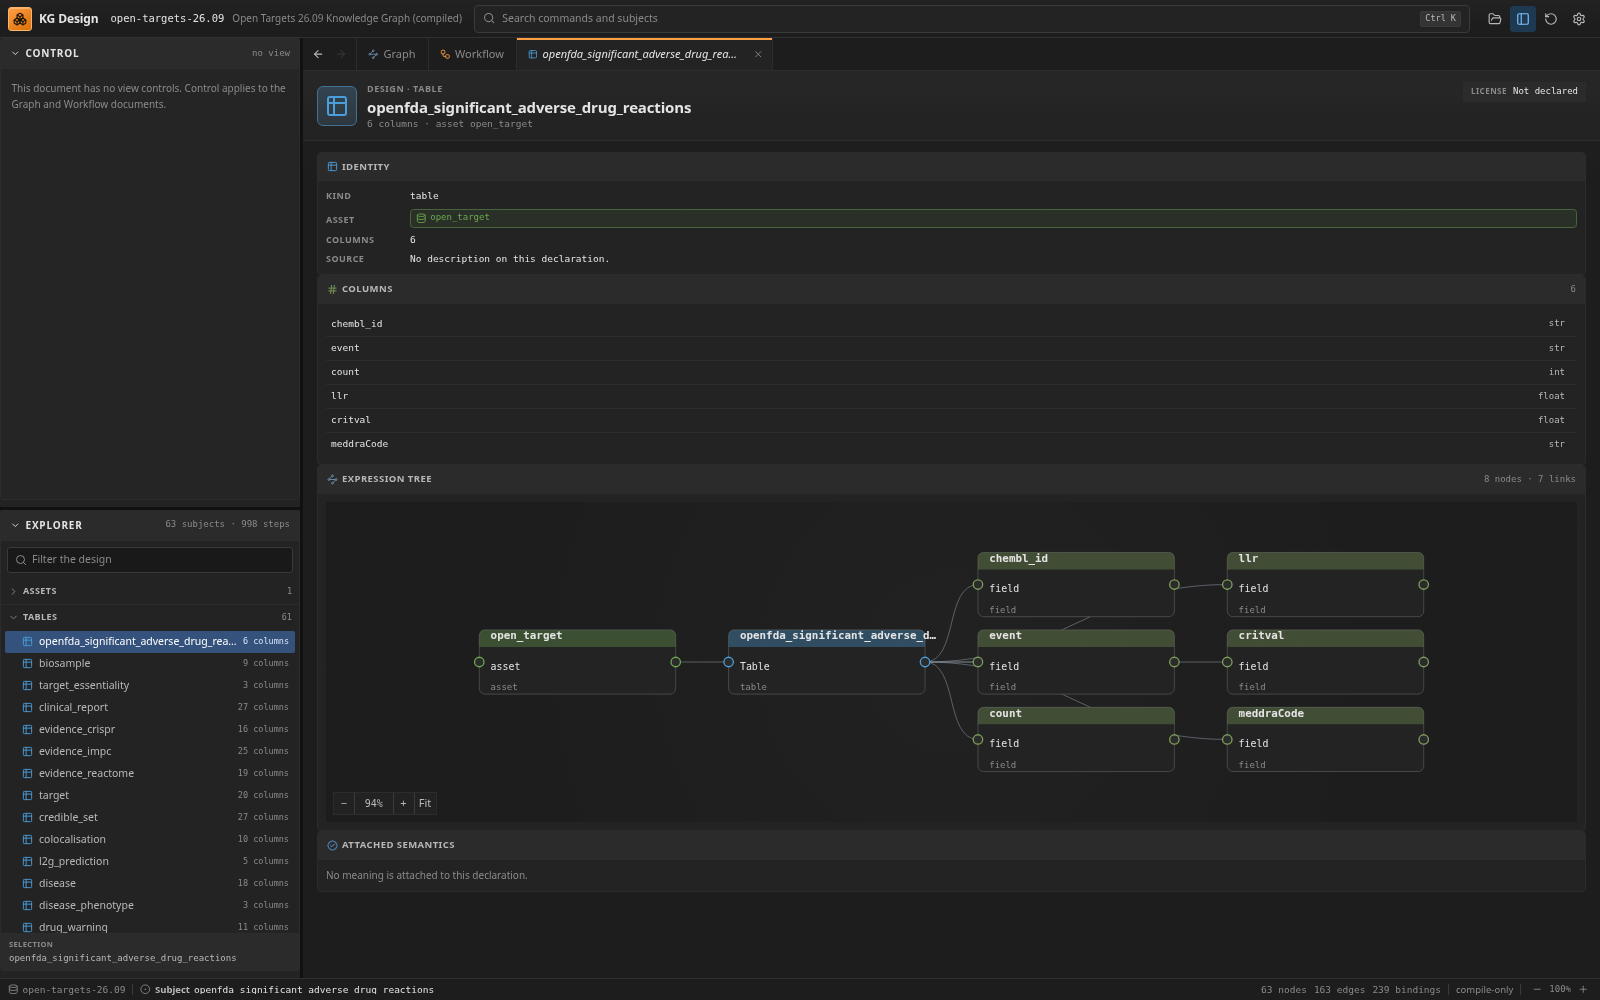 KG Design open-targets-26.09 Open Targets 26.09 Knowledge Graph (compiled) Search commands and subjects Ctrl K
CONTROL no view
This document has no view controls. Control applies to the
Graph and Workflow documents.
Graph Workflow openfda_significant_adverse_drug_rea...
DESIGN · TABLE
openfda_significant_adverse_drug_reactions
6 columns · asset open_target
LICENSE Not declared
IDENTITY
KIND table
ASSET open_target
COLUMNS 6
SOURCE No description on this declaration.
COLUMNS 6
chembl_id str
event str
count int
llr float
critval float
meddraCode str
EXPRESSION TREE 8 nodes · 7 links
open_target
asset
asset
openfda_significant_adverse_d…
Table
table
chembl_id
field
field
event
field
field
count
field
field
llr
field
field
critval
field
field
meddraCode
field
field
− 94% + Fit
ATTACHED SEMANTICS
No meaning is attached to this declaration.
EXPLORER 63 subjects · 998 steps
Filter the design
ASSETS 1
TABLES 61
openfda_significant_adverse_drug_rea... 6 columns
biosample 9 columns
target_essentiality 3 columns
clinical_report 27 columns
evidence_crispr 16 columns
evidence_impc 25 columns
evidence_reactome 19 columns
target 20 columns
credible_set 27 columns
colocalisation 10 columns
l2g_prediction 5 columns
disease 18 columns
disease_phenotype 3 columns
drug_warning 11 columns
SELECTION
openfda_significant_adverse_drug_reactions
open-targets-26.09 Subject openfda_significant_adverse_drug_reactions 63 nodes 163 edges 239 bindings compile-only − 100% +